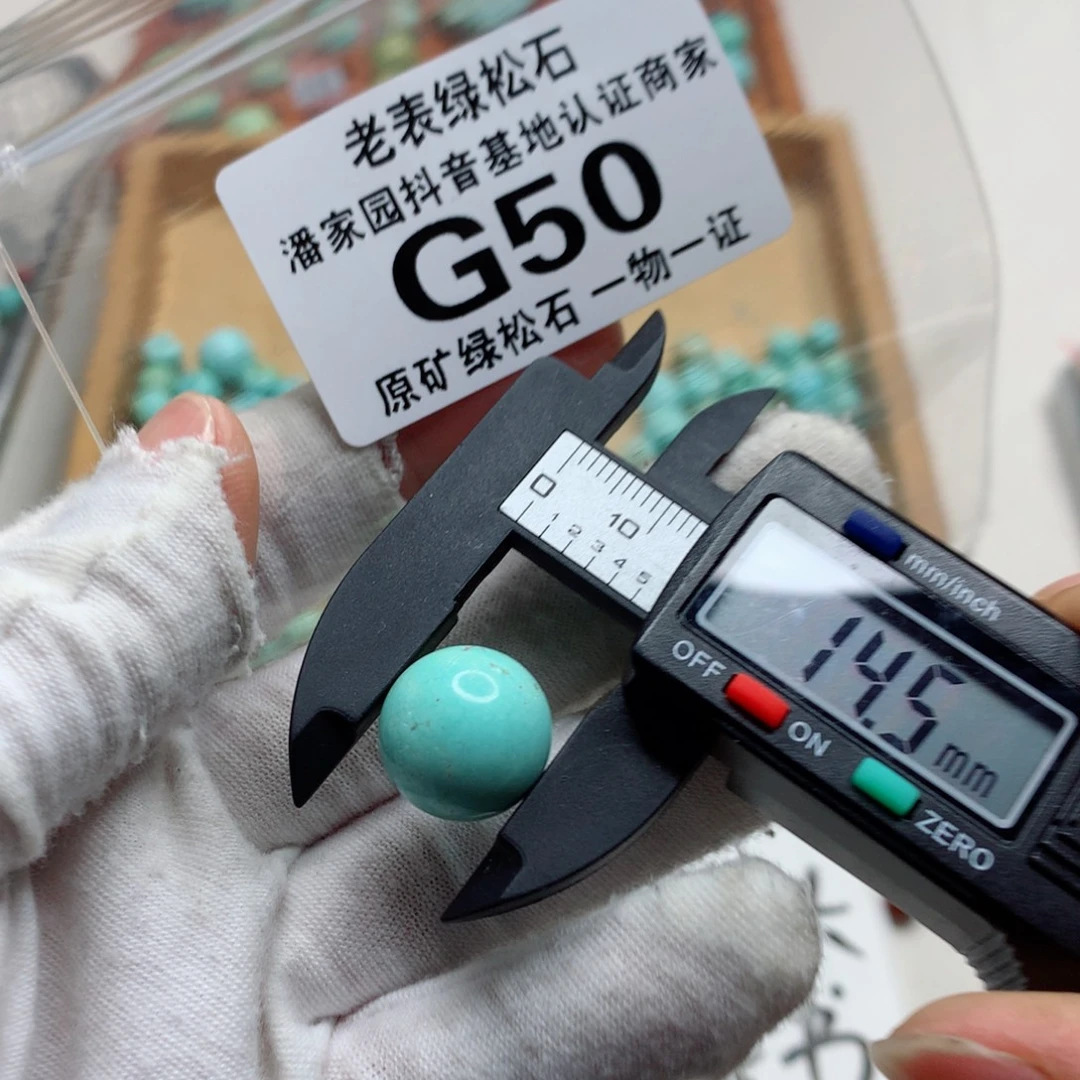 老表绿松石
潘家园抖音基地认证商家
G50
原矿绿松石 一物一证
0
10
1 2 3 4 5
mm/inch
14.5 mm
OFF
ON
ZERO